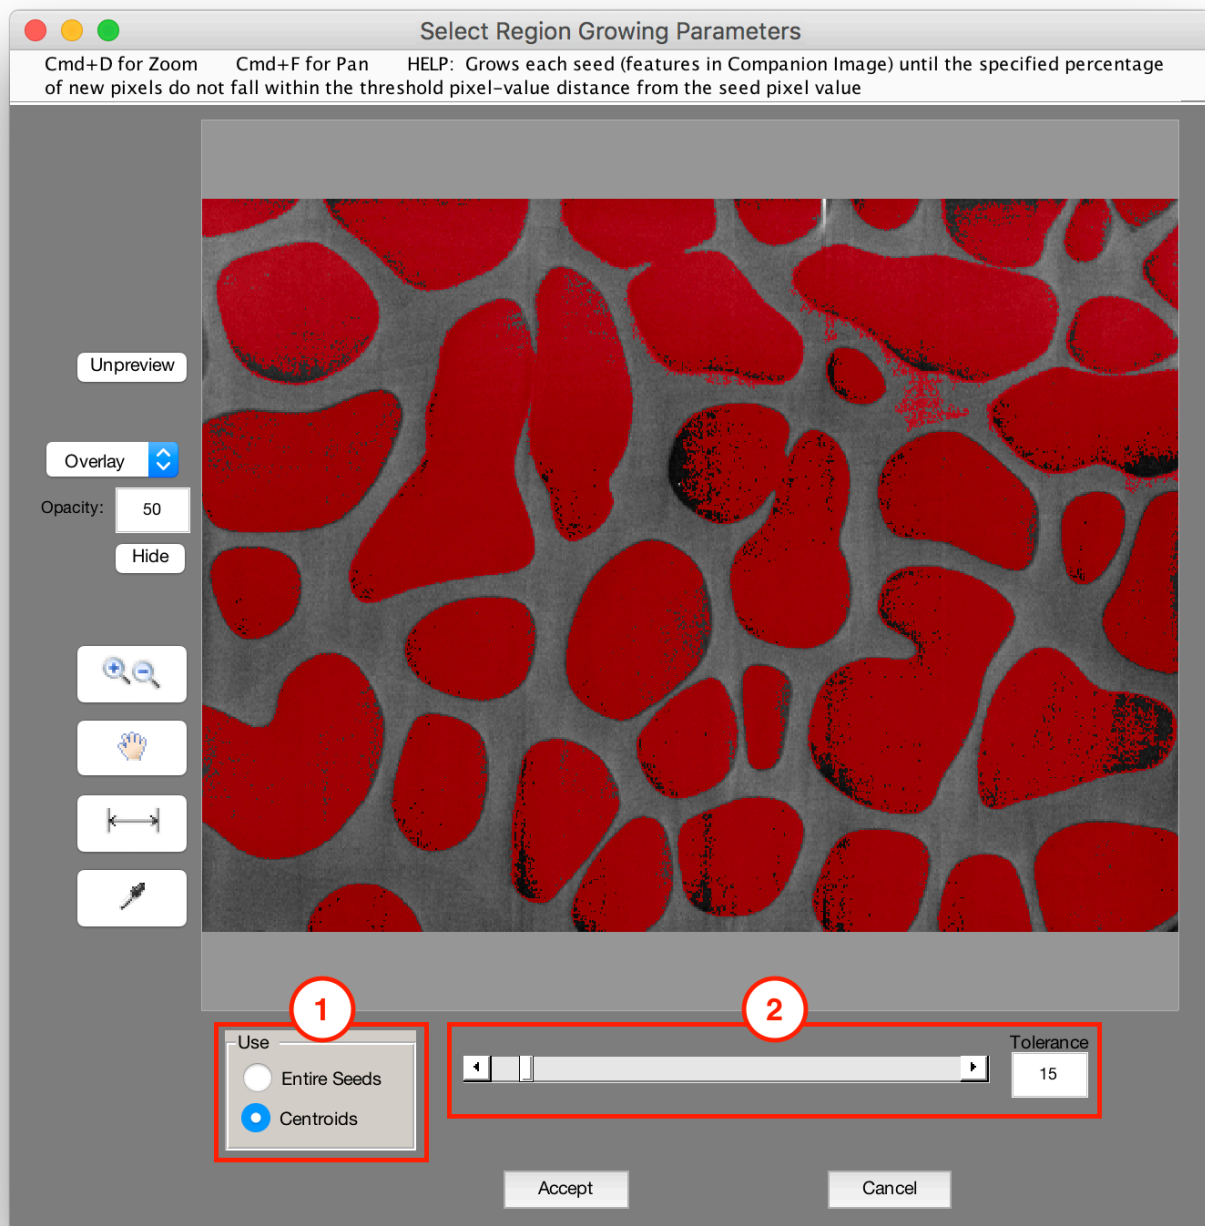 Select Region Growing Parameters
Cmd+D for Zoom Cmd+F for Pan HELP: Grows each seed (features in Companion Image) until the specified percentage
of new pixels do not fall within the threshold pixel-value distance from the seed pixel value
Unpreview
Overlay
Opacity: 50
Hide
1
2
Use
Entire Seeds
Centroids
Tolerance
15
Accept
Cancel